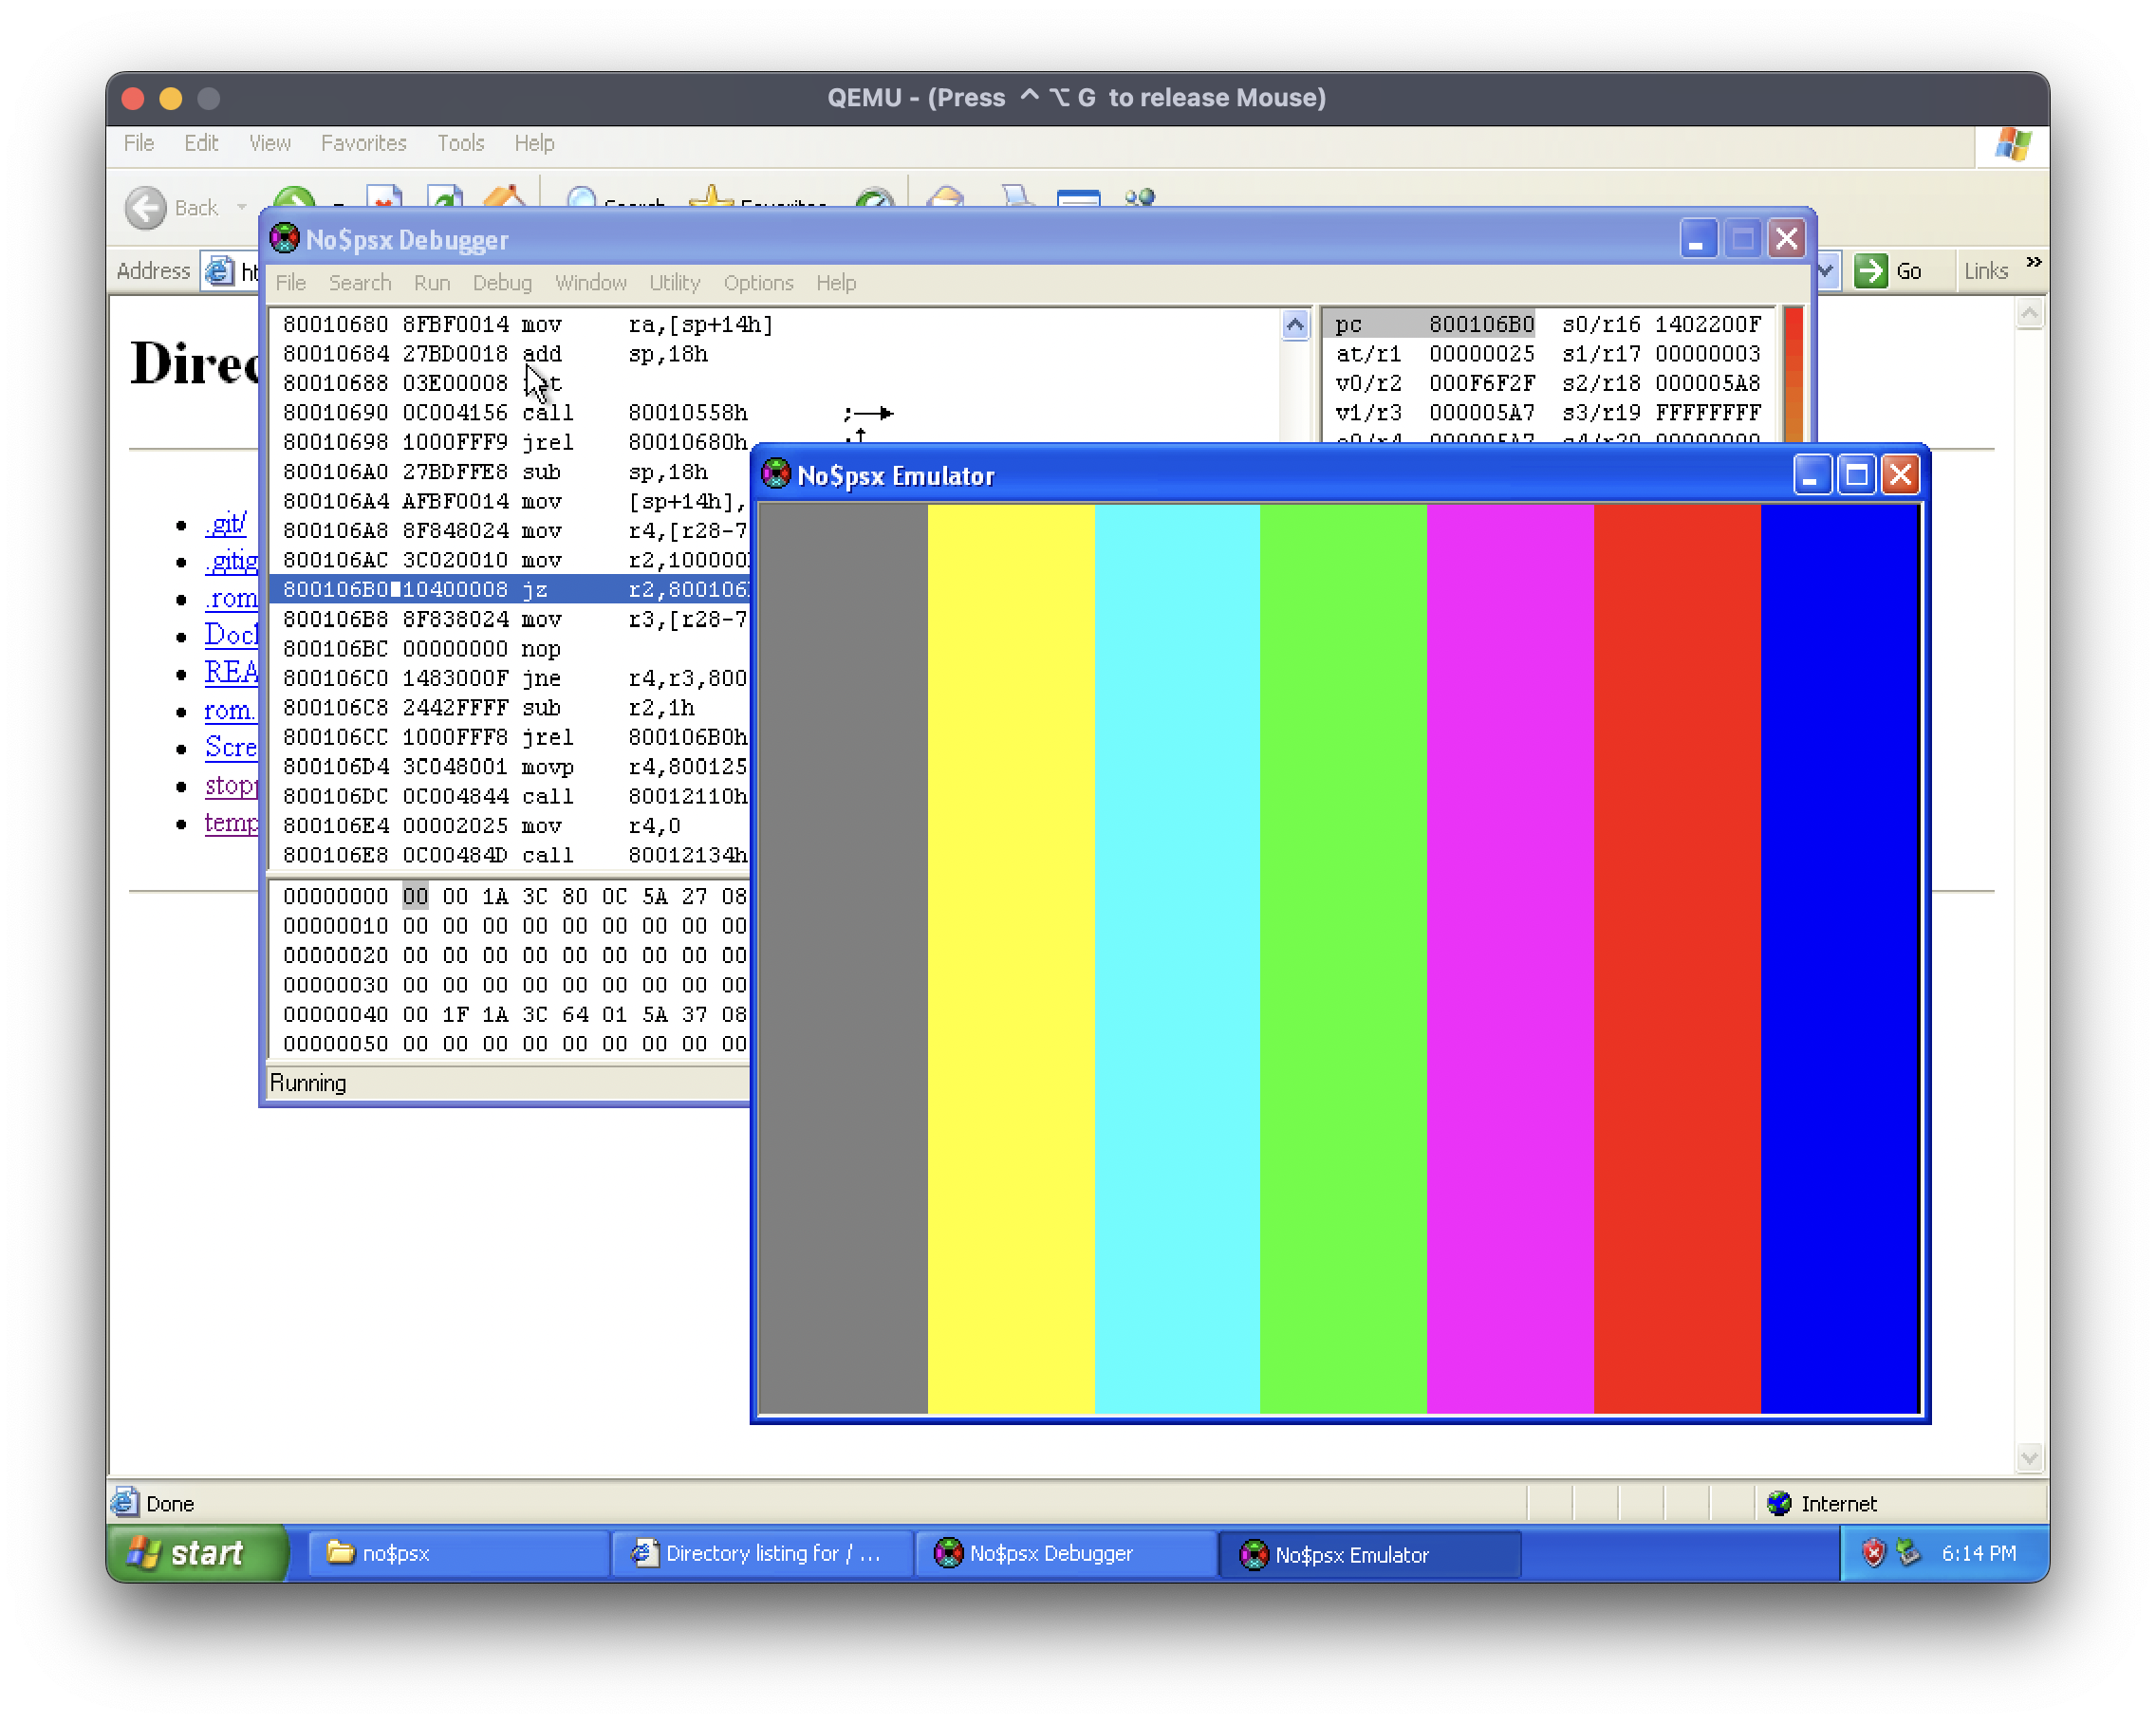 QEMU - (Press ^ ⌥ G to release Mouse)
File Edit View Favorites Tools Help
Back Search Favorites
Address Go Links »
No$psx Debugger
File Search Run Debug Window Utility Options Help
80010680 8FBF0014 mov ra,[sp+14h]
80010684 27BD0018 add sp,18h
80010688 03E00008
80010690 0C004156 call 80010558h ;
80010698 1000FFF9 jrel 80010680h
800106A0 27BDFFE8 sub sp,18h
800106A4 AFBF0014 mov [sp+14h],
800106A8 8F848024 mov r4,[r28-7
800106AC 3C020010 mov r2,100000
800106B0 10400008 jz r2,800106
800106B8 8F838024 mov r3,[r28-7
800106BC 00000000 nop
800106C0 1483000F jne r4,r3,800
800106C8 2442FFFF sub r2,1h
800106CC 1000FFF8 jrel 800106B0h
800106D4 3C048001 movp r4,800125
800106DC 0C004844 call 80012110h
800106E4 00002025 mov r4,0
800106E8 0C00484D call 80012134h
pc 800106B0 s0/r16 1402200F
at/r1 00000025 s1/r17 00000003
v0/r2 000F6F2F s2/r18 000005A8
v1/r3 000005A7 s3/r19 FFFFFFFF
00000000 00 00 1A 3C 80 0C 5A 27 08
00000010 00 00 00 00 00 00 00 00 00
00000020 00 00 00 00 00 00 00 00 00
00000030 00 00 00 00 00 00 00 00 00
00000040 00 1F 1A 3C 64 01 5A 37 08
00000050 00 00 00 00 00 00 00 00 00
Running
Direc
.git/
.gitig
.rom
Doc
REA
rom.
Scre
stop
temp
No$psx Emulator
Done Internet
start no$psx Directory listing for / ... No$psx Debugger No$psx Emulator 6:14 PM